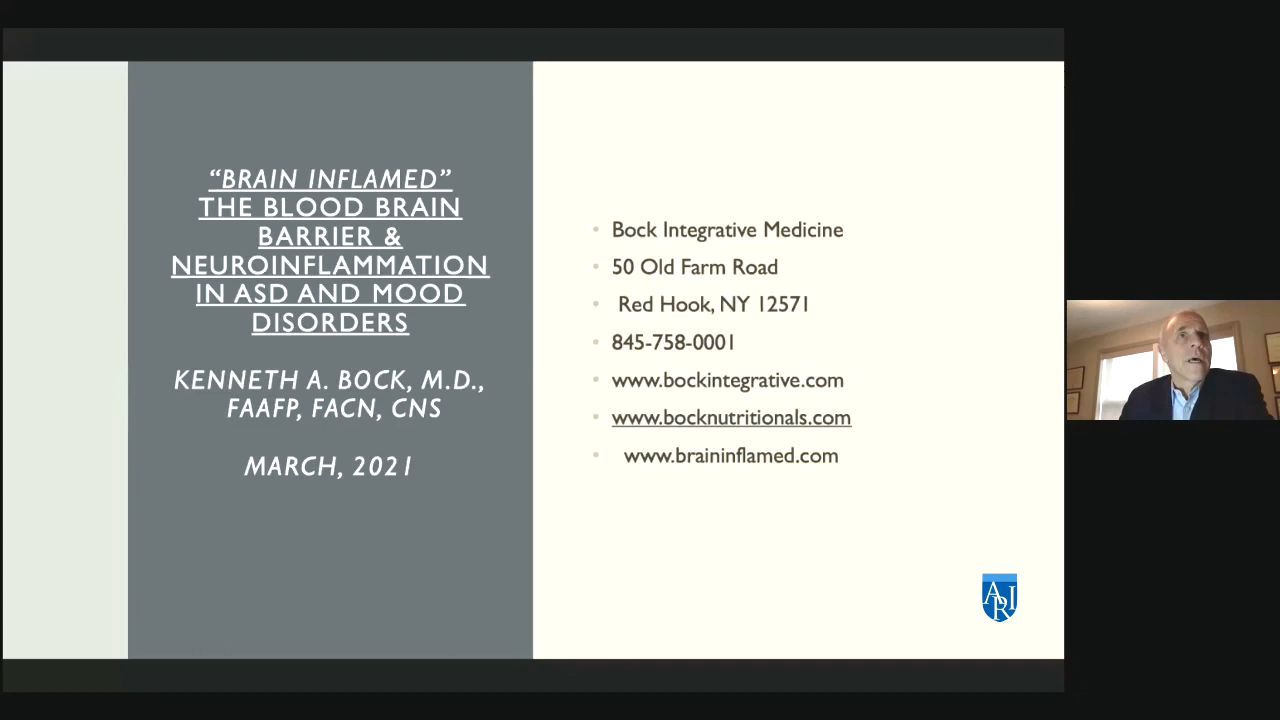 “BRAIN INFLAMED”
THE BLOOD BRAIN
BARRIER &
NEUROINFLAMMATION
IN ASD AND MOOD
DISORDERS
KENNETH A. BOCK, M.D.,
FAAFP, FACN, CNS
MARCH, 2021
Bock Integrative Medicine
50 Old Farm Road
Red Hook, NY 12571
845-758-0001
www.bockintegrative.com
www.bocknutritionals.com
www.braininflamed.com
ARI